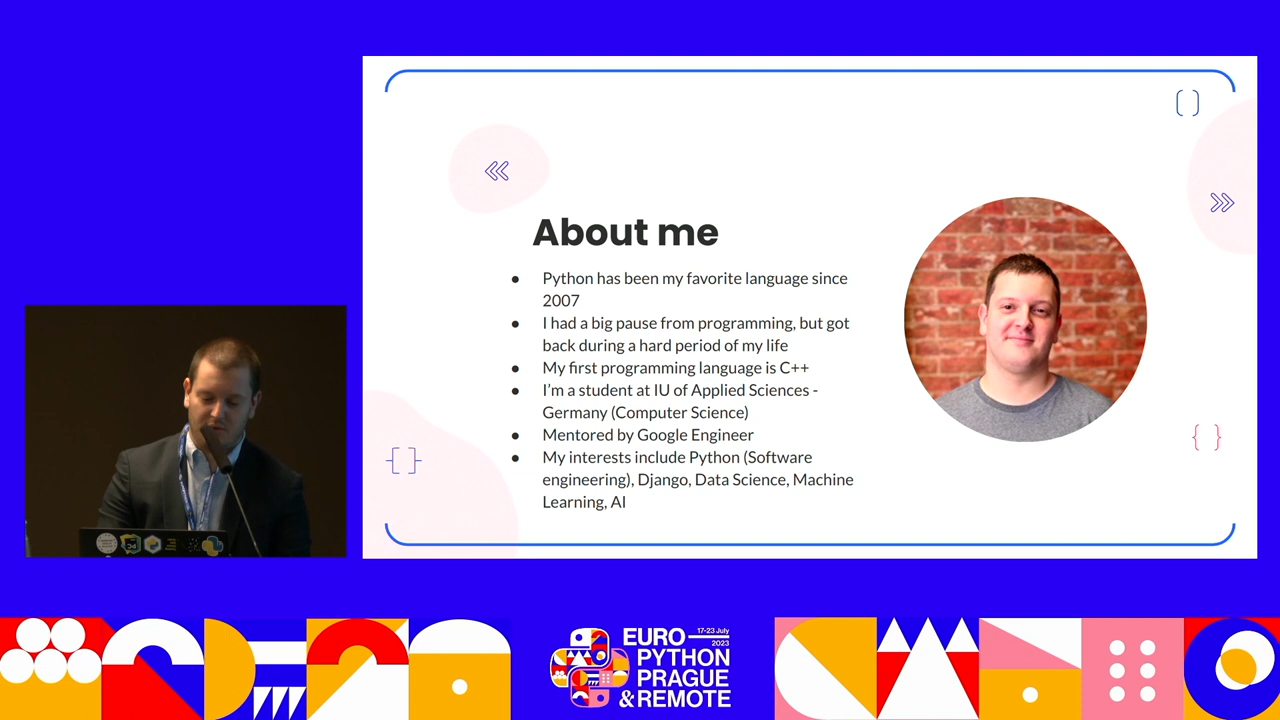 About me
● Python has been my favorite language since
2007
● I had a big pause from programming, but got
back during a hard period of my life
● My first programming language is C++
● I'm a student at IU of Applied Sciences -
Germany (Computer Science)
● Mentored by Google Engineer
● My interests include Python (Software
engineering), Django, Data Science, Machine
Learning, AI
17-23 July
2023
EURO
PYTHON
PRAGUE
& REMOTE